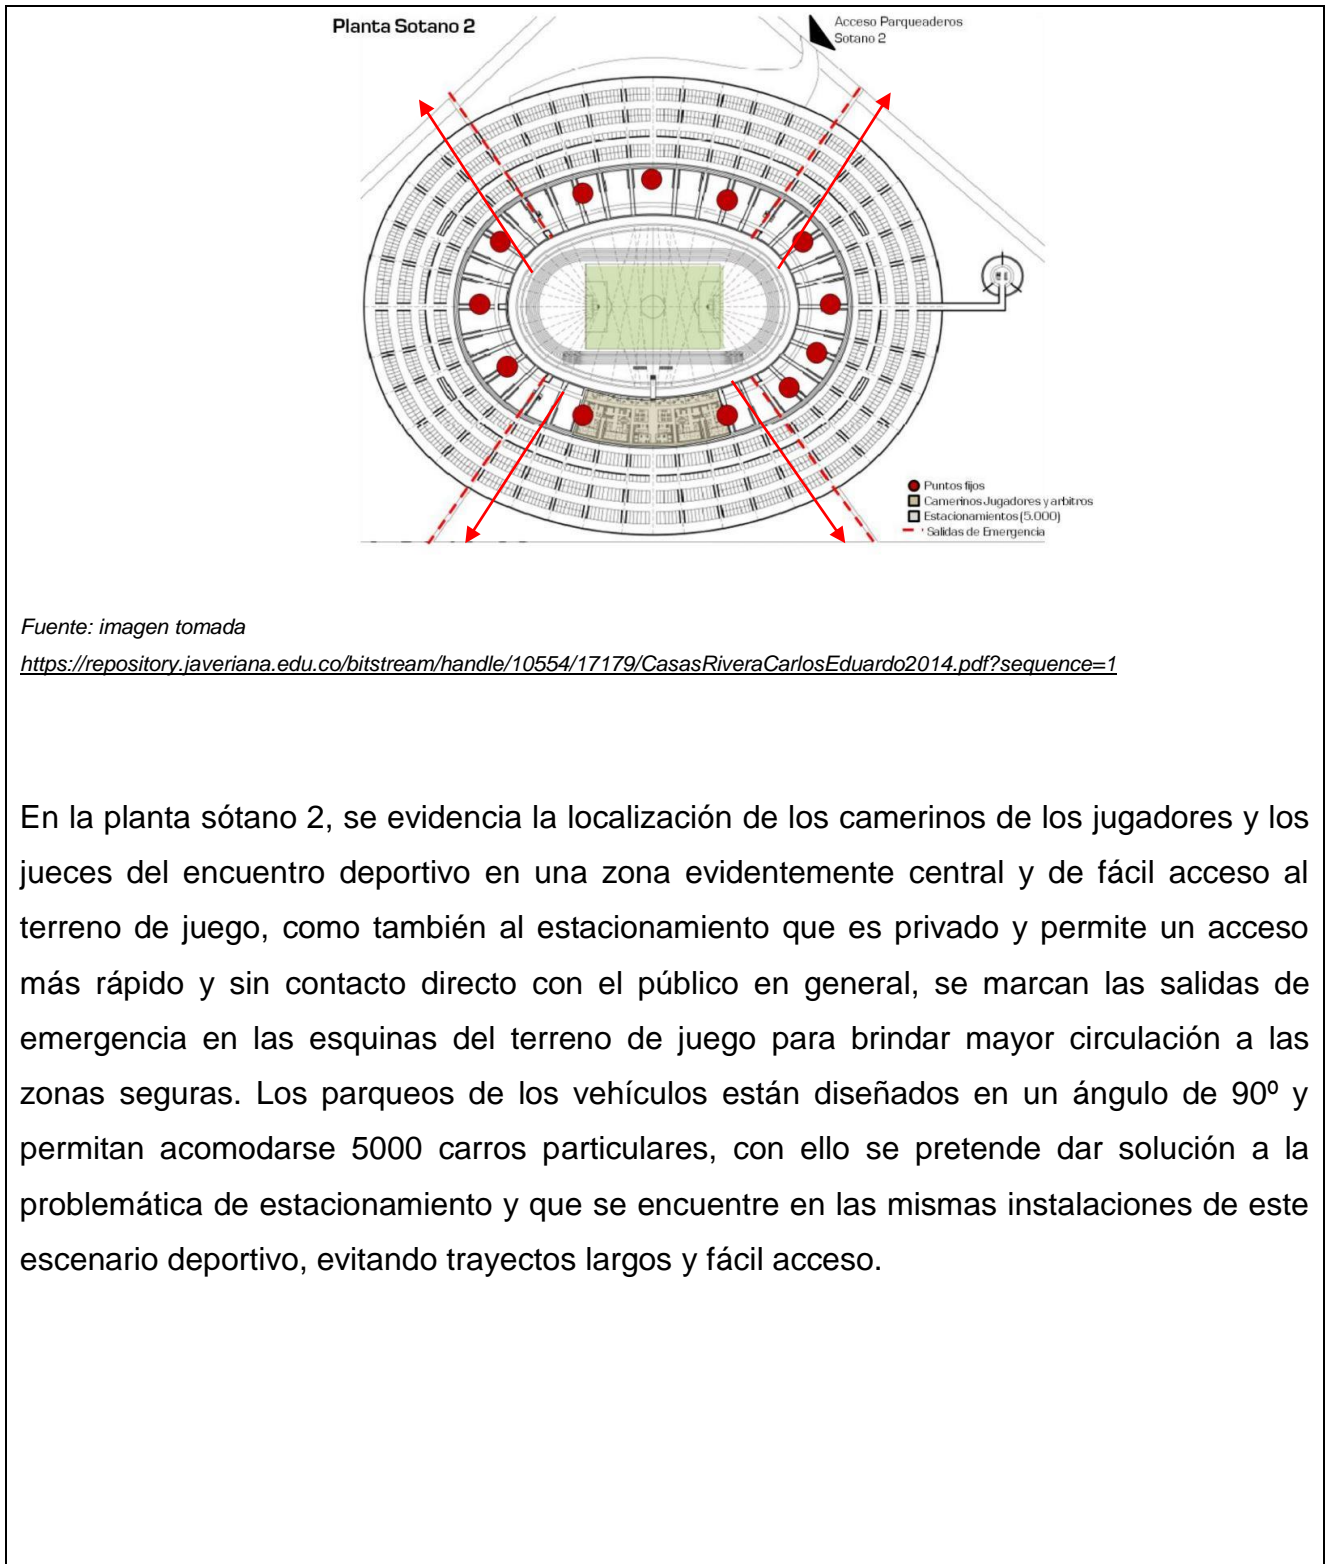 Planta Sotano 2
Acceso Parqueaderos
Sotano 2
Puntos fijos
Camerinos Jugadores y arbitros
Estacionamientos (5.000)
Salidas de Emergencia
Fuente: imagen tomada
https://repository.javeriana.edu.co/bitstream/handle/10554/17179/CasasRiveraCarlosEduardo2014.pdf?sequence=1
En la planta sótano 2, se evidencia la localización de los camerinos de los jugadores y los
jueces del encuentro deportivo en una zona evidentemente central y de fácil acceso al
terreno de juego, como también al estacionamiento que es privado y permite un acceso
más rápido y sin contacto directo con el público en general, se marcan las salidas de
emergencia en las esquinas del terreno de juego para brindar mayor circulación a las
zonas seguras. Los parqueos de los vehículos están diseñados en un ángulo de 90º y
permitan acomodarse 5000 carros particulares, con ello se pretende dar solución a la
problemática de estacionamiento y que se encuentre en las mismas instalaciones de este
escenario deportivo, evitando trayectos largos y fácil acceso.